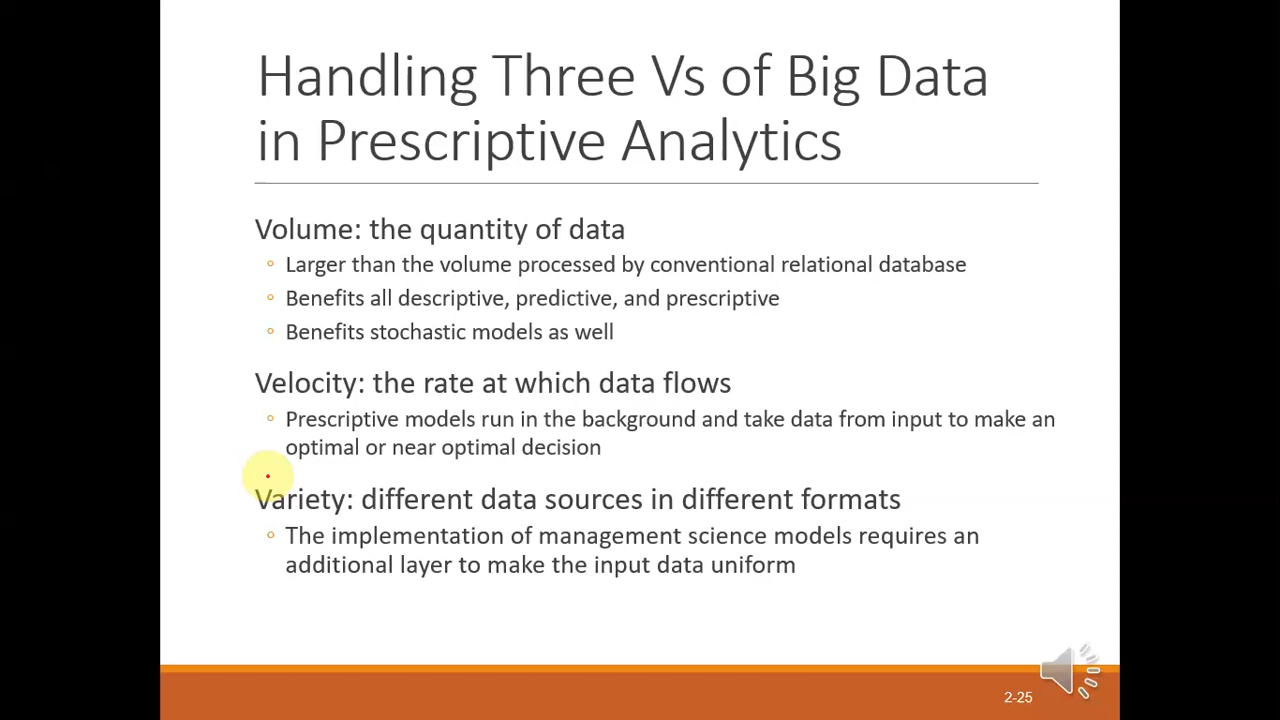 Handling Three Vs of Big Data
in Prescriptive Analytics
Volume: the quantity of data
◦ Larger than the volume processed by conventional relational database
◦ Benefits all descriptive, predictive, and prescriptive
◦ Benefits stochastic models as well
Velocity: the rate at which data flows
◦ Prescriptive models run in the background and take data from input to make an
optimal or near optimal decision
Variety: different data sources in different formats
◦ The implementation of management science models requires an
additional layer to make the input data uniform
2-25